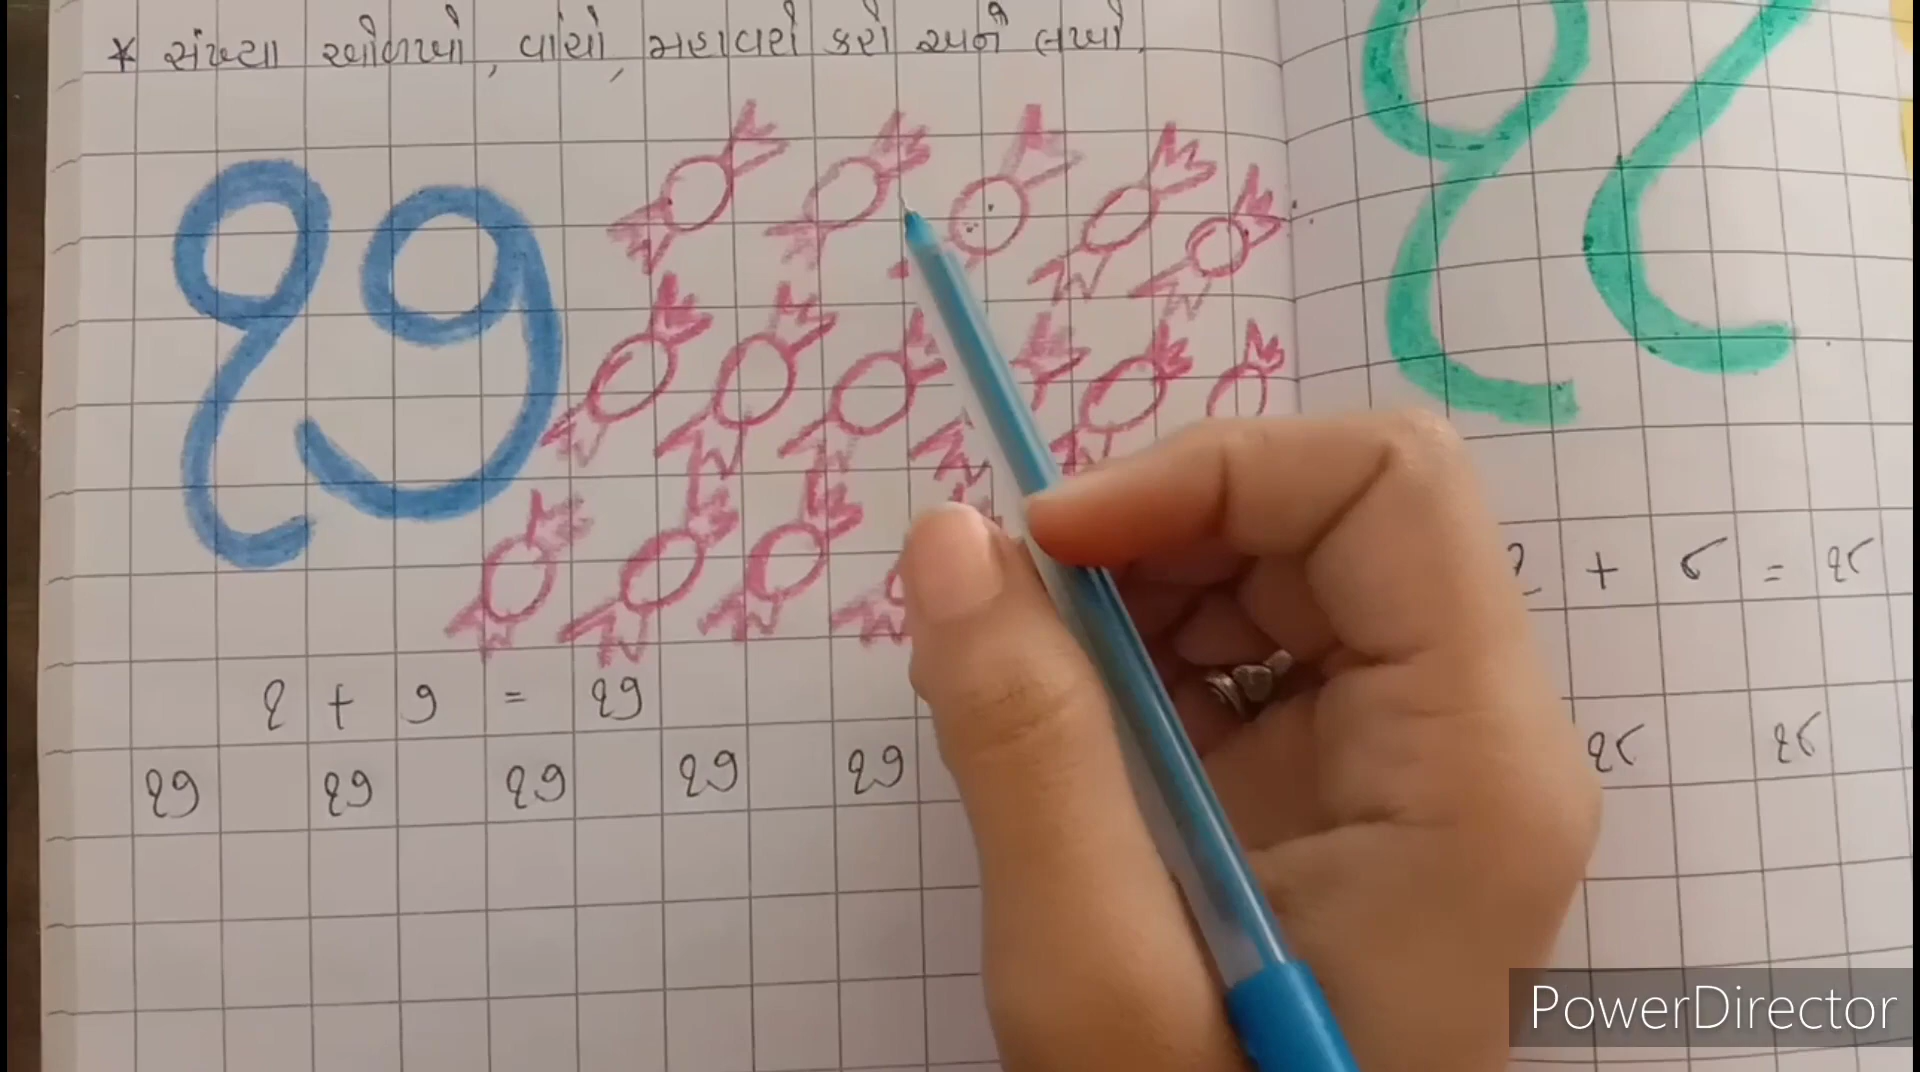 * સંખ્યા ઓળખો, વાંચો, મહાવરો કરો અને લખો.
૧૭
૧ + ૭ = ૧૭
૧૭ ૧૭ ૧૭ ૧૭ ૧૭
૧૮
૧ + ૮ = ૧૮
૧૮ ૧૮
PowerDirector